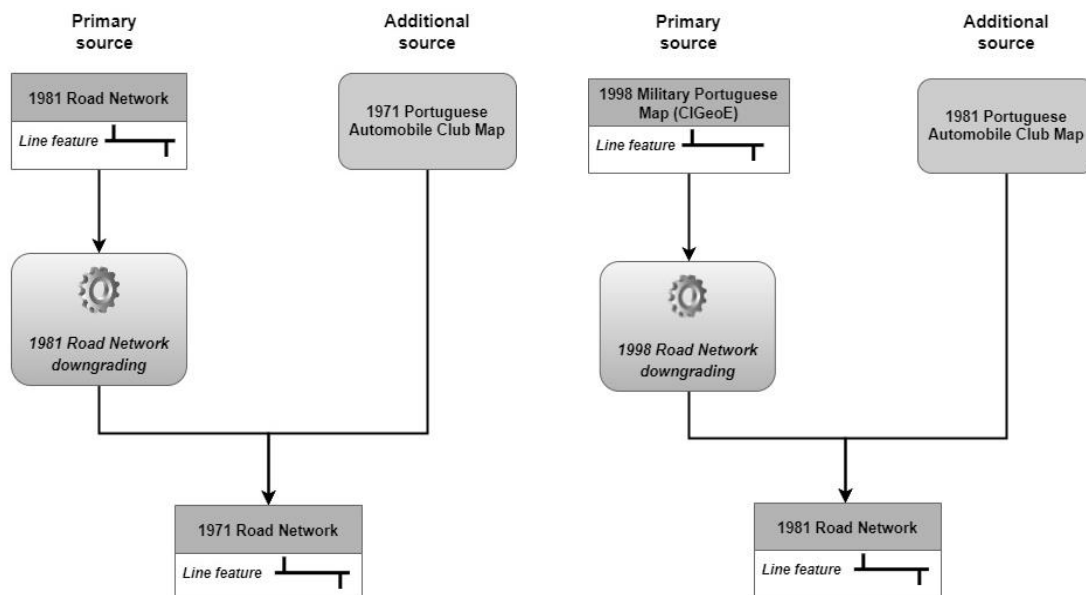 Primary
source
Additional
source
1981 Road Network
Line feature
1971 Portuguese
Automobile Club Map
1981 Road Network
downgrading
1971 Road Network
Line feature
Primary
source
Additional
source
1998 Military Portuguese
Map (CIGeoE)
Line feature
1981 Portuguese
Automobile Club Map
1998 Road Network
downgrading
1981 Road Network
Line feature